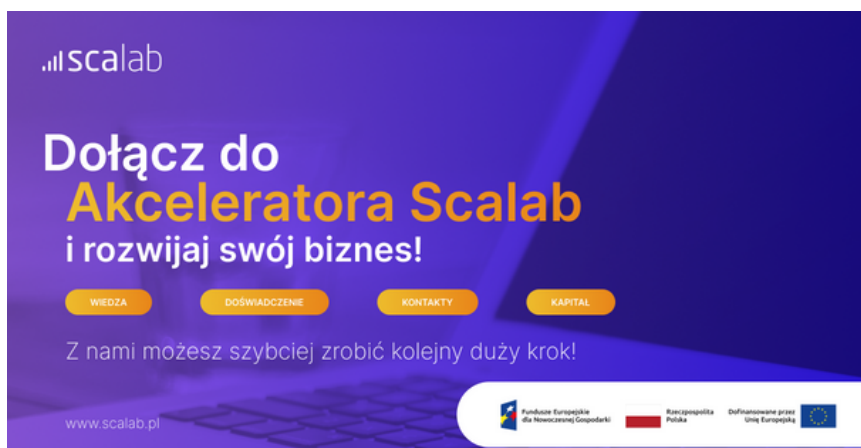 scalab
Dołącz do
Akceleratora Scalab
i rozwijaj swój biznes!
WIEDZA DOŚWIADCZENIE KONTAKTY KAPITAŁ
Z nami możesz szybciej zrobić kolejny duży krok!
www.scalab.pl
Fundusze Europejskie
dla Nowoczesnej Gospodarki
Rzeczpospolita
Polska
Dofinansowane przez
Unię Europejską